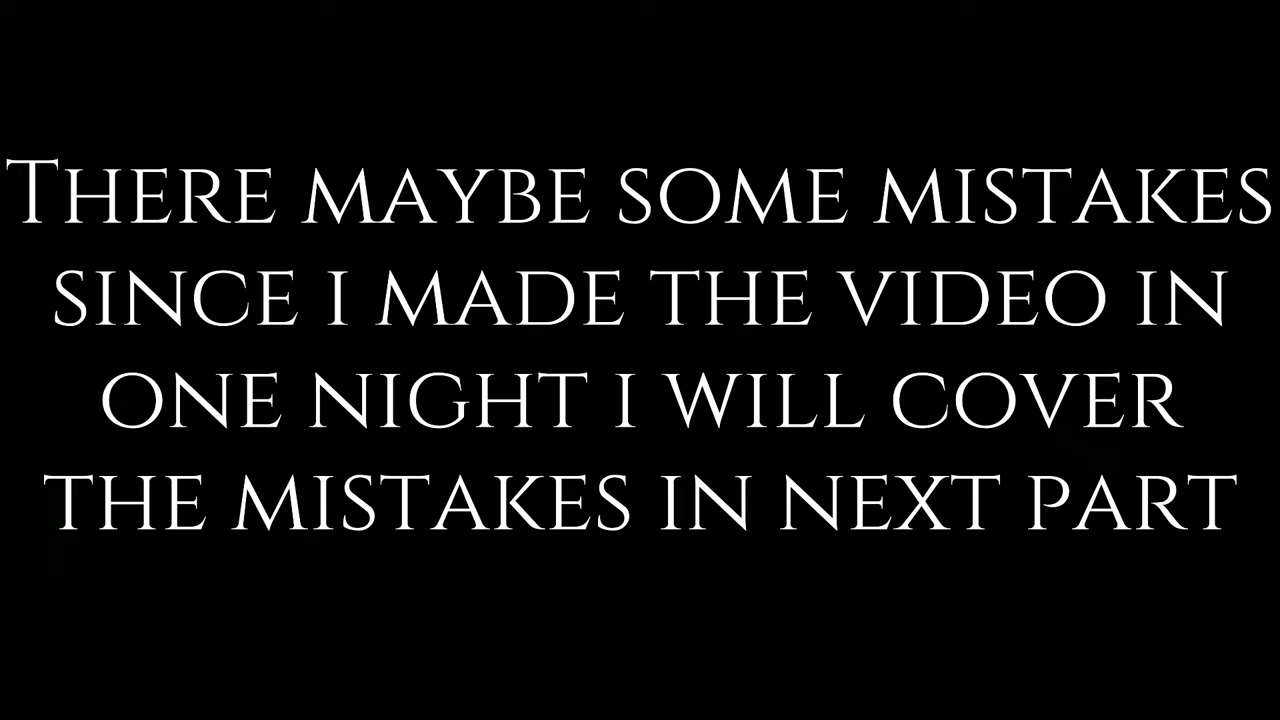 There maybe some mistakes
since i made the video in
one night i will cover
the mistakes in next part